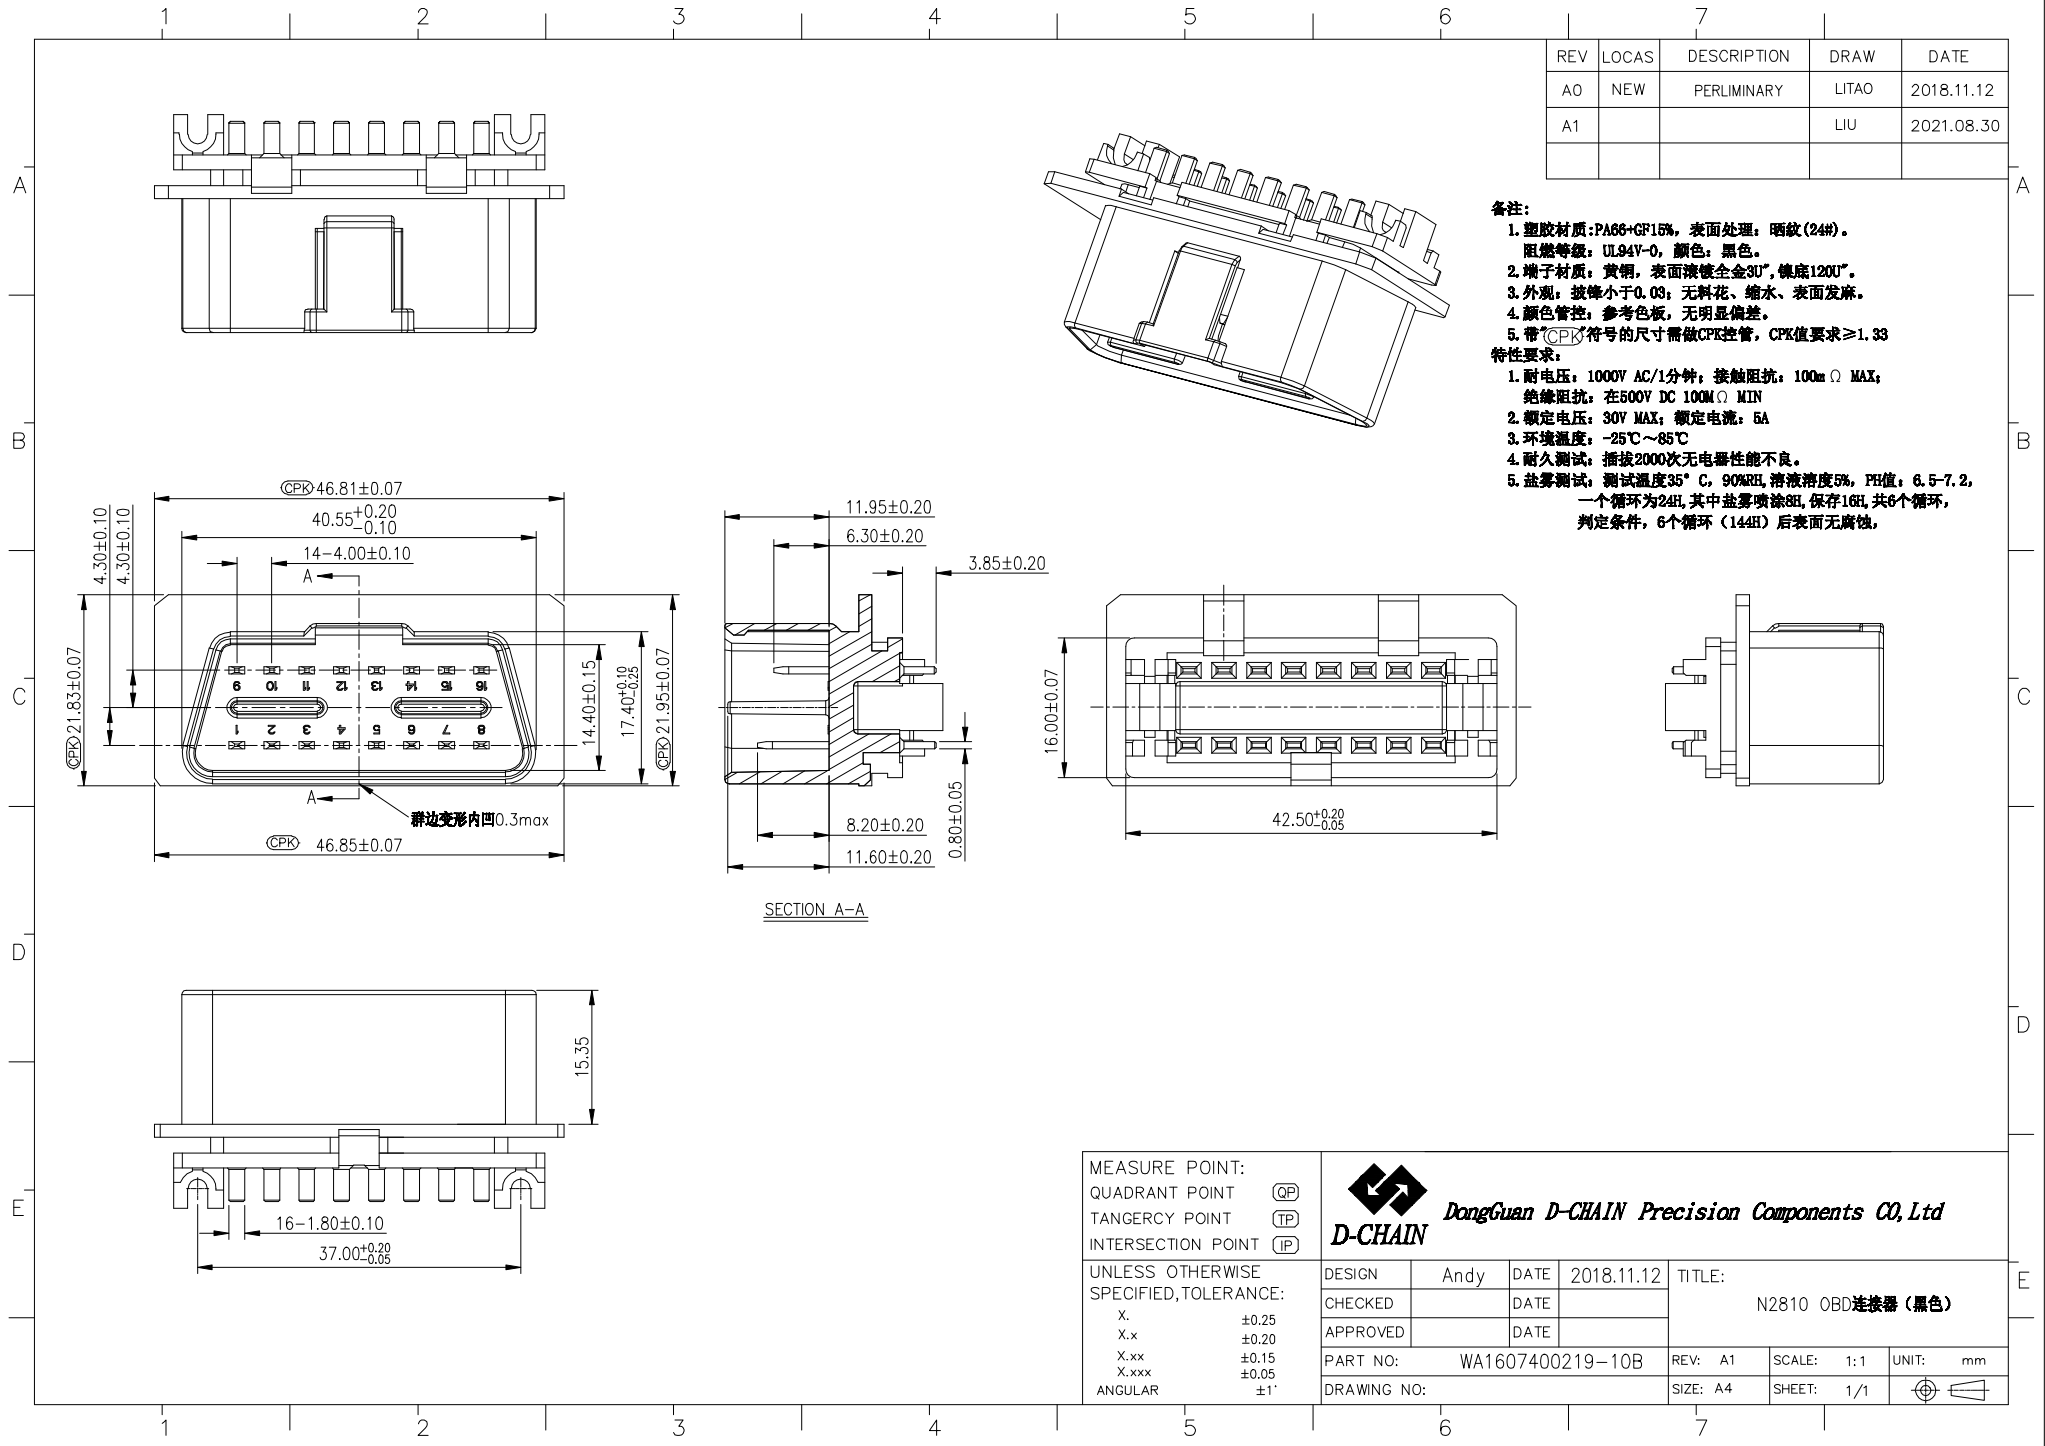 1 2 3 4 5 6 7
REV LOCAS DESCRIPTION DRAW DATE
A0 NEW PERLIMINARY LITAO 2018.11.12
A1 LIU 2021.08.30
A A
备注:
1.塑胶材质:PA66+GF15%，表面处理：晒紋(24#)。
阻燃等级：UL94V-0，颜色：黑色。
2.端子材质：黄铜，表面滚镀全金3U",镍底120U"。
3.外观：披锋小于0.03；无料花、缩水、表面发麻。
4.颜色管控：参考色板，无明显偏差。
5.带"CPK"符号的尺寸需做CPK控管，CPK值要求≥1.33
特性要求:
1.耐电压：1000V AC/1分钟；接触阻抗：100mΩ MAX;
绝缘阻抗：在500V DC 100MΩ MIN
2.额定电压：30V MAX；额定电流：5A
3.环境温度：-25℃～85℃
4.耐久测试：插拔2000次无电器性能不良。
5.盐雾测试：测试温度35°C，90%RH,溶液溶度5%，PH值：6.5-7.2，
一个循环为24H,其中盐雾喷涂8H,保存16H,共6个循环，
判定条件，6个循环（144H）后表面无腐蚀，
B B
CPK 46.81±0.07
40.55+0.20
−0.10
14−4.00±0.10
4.30±0.10
4.30±0.10
A
CPK 21.83±0.07
9 10 11 12 13 14 15 16
1 2 3 4 5 6 7 8
14.40±0.15
17.40+0.10
−0.25
CPK 21.95±0.07
A
群边变形内凹0.3max
CPK 46.85±0.07
11.95±0.20
6.30±0.20
3.85±0.20
8.20±0.20
0.80±0.05
11.60±0.20
SECTION A−A
16.00±0.07
42.50+0.20
−0.05
C C
D D
15.35
16−1.80±0.10
37.00+0.20
−0.05
E E
MEASURE POINT:
QUADRANT POINT QP
TANGERCY POINT TP
INTERSECTION POINT IP
D-CHAIN
DongGuan D-CHAIN Precision Components CO,Ltd
UNLESS OTHERWISE
SPECIFIED,TOLERANCE:
X. ±0.25
X.x ±0.20
X.xx ±0.15
X.xxx ±0.05
ANGULAR ±1°
DESIGN Andy DATE 2018.11.12
CHECKED DATE
APPROVED DATE
TITLE:
N2810 OBD连接器（黑色）
PART NO: WA1607400219−10B
REV: A1 SCALE: 1:1 UNIT: mm
DRAWING NO:
SIZE: A4 SHEET: 1/1
1 2 3 4 5 6 7